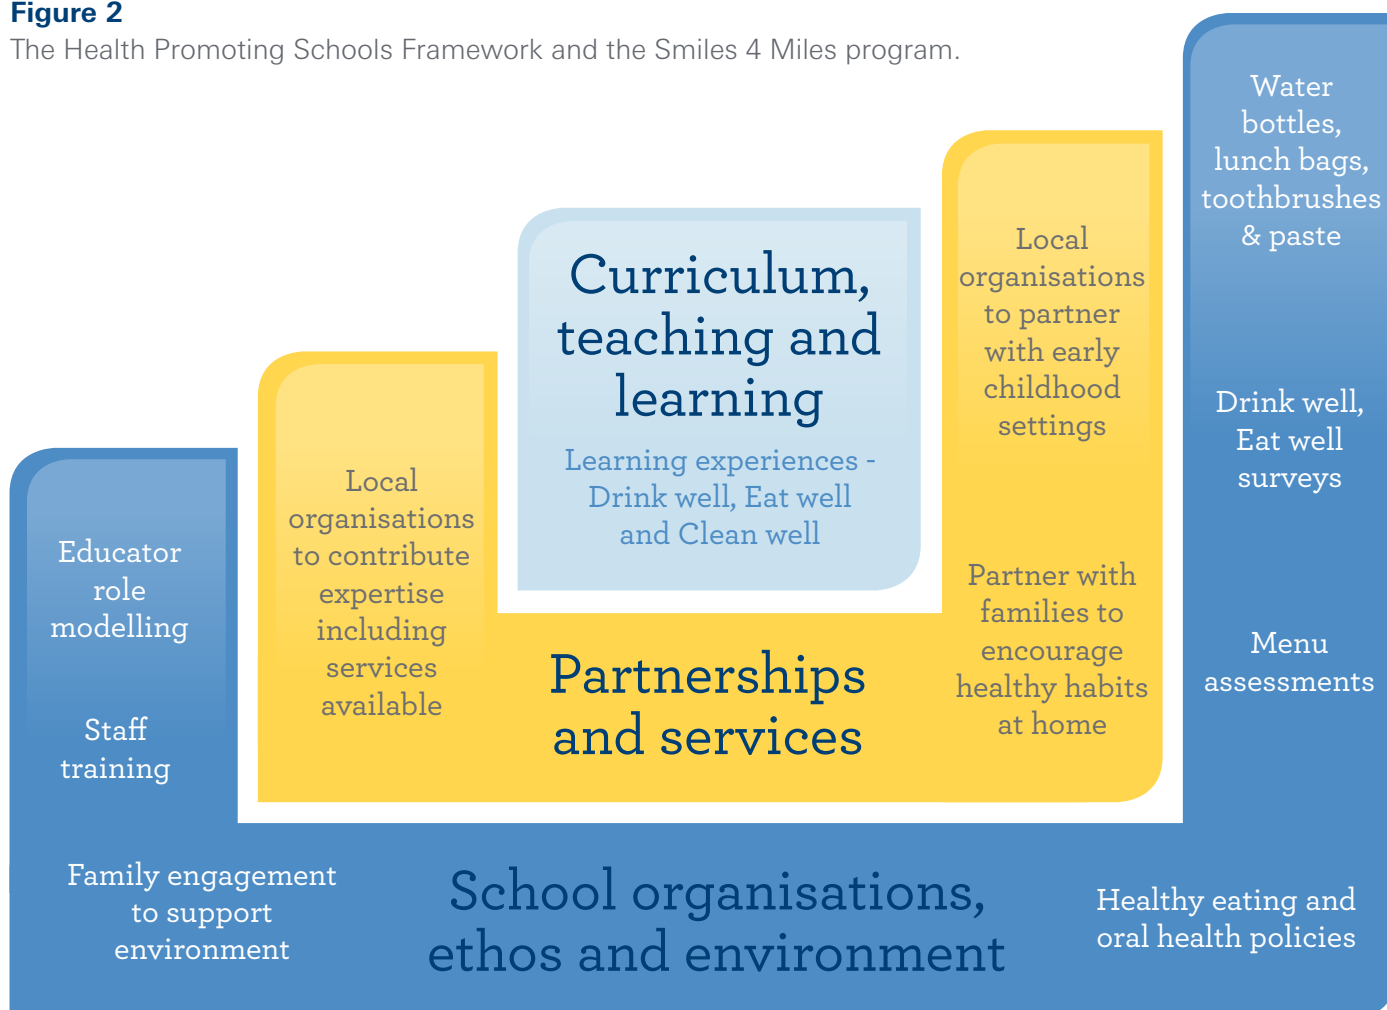 Figure 2
The Health Promoting Schools Framework and the Smiles 4 Miles program.
Educator
role
modelling
Staff
training
Family engagement
to support
environment
Local
organisations
to contribute
expertise
including
services
available
Curriculum,
teaching and
learning
Learning experiences -
Drink well, Eat well
and Clean well
Partnerships
and services
School organisations,
ethos and environment
Local
organisations
to partner
with early
childhood
settings
Partner with
families to
encourage
healthy habits
at home
Water
bottles,
lunch bags,
toothbrushes
& paste
Drink well,
Eat well
surveys
Menu
assessments
Healthy eating and
oral health policies